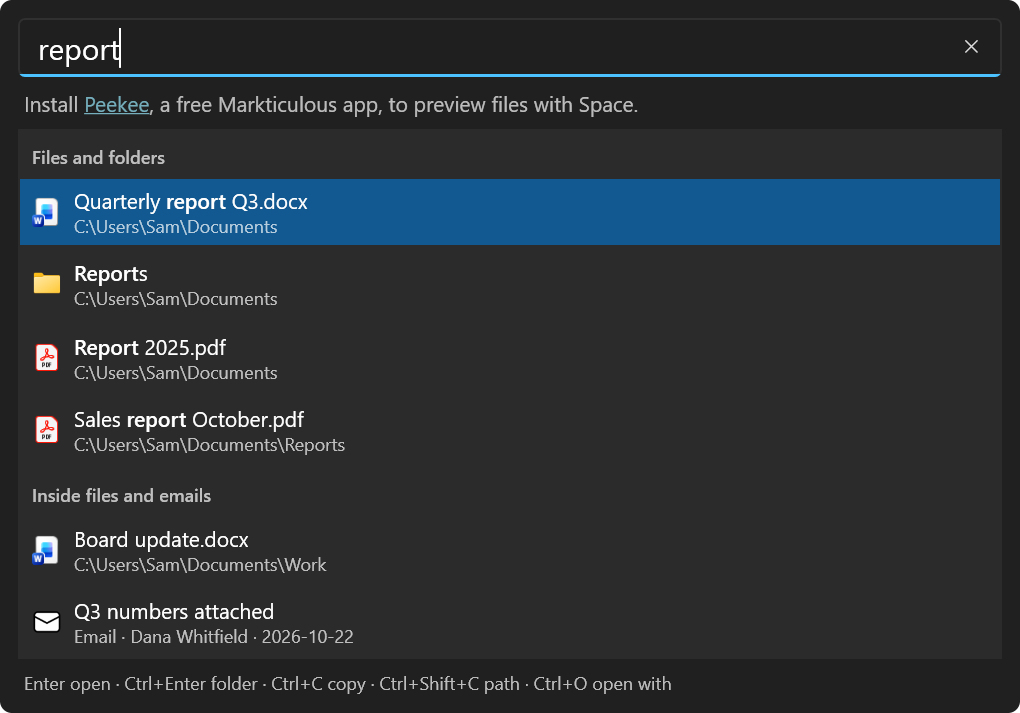 report
Install Peekee, a free Markticulous app, to preview files with Space.
Files and folders
Quarterly report Q3.docx
C:\Users\Sam\Documents
Reports
C:\Users\Sam\Documents
Report 2025.pdf
C:\Users\Sam\Documents
Sales report October.pdf
C:\Users\Sam\Documents\Reports
Inside files and emails
Board update.docx
C:\Users\Sam\Documents\Work
Q3 numbers attached
Email · Dana Whitfield · 2026-10-22
Enter open · Ctrl+Enter folder · Ctrl+C copy · Ctrl+Shift+C path · Ctrl+O open with